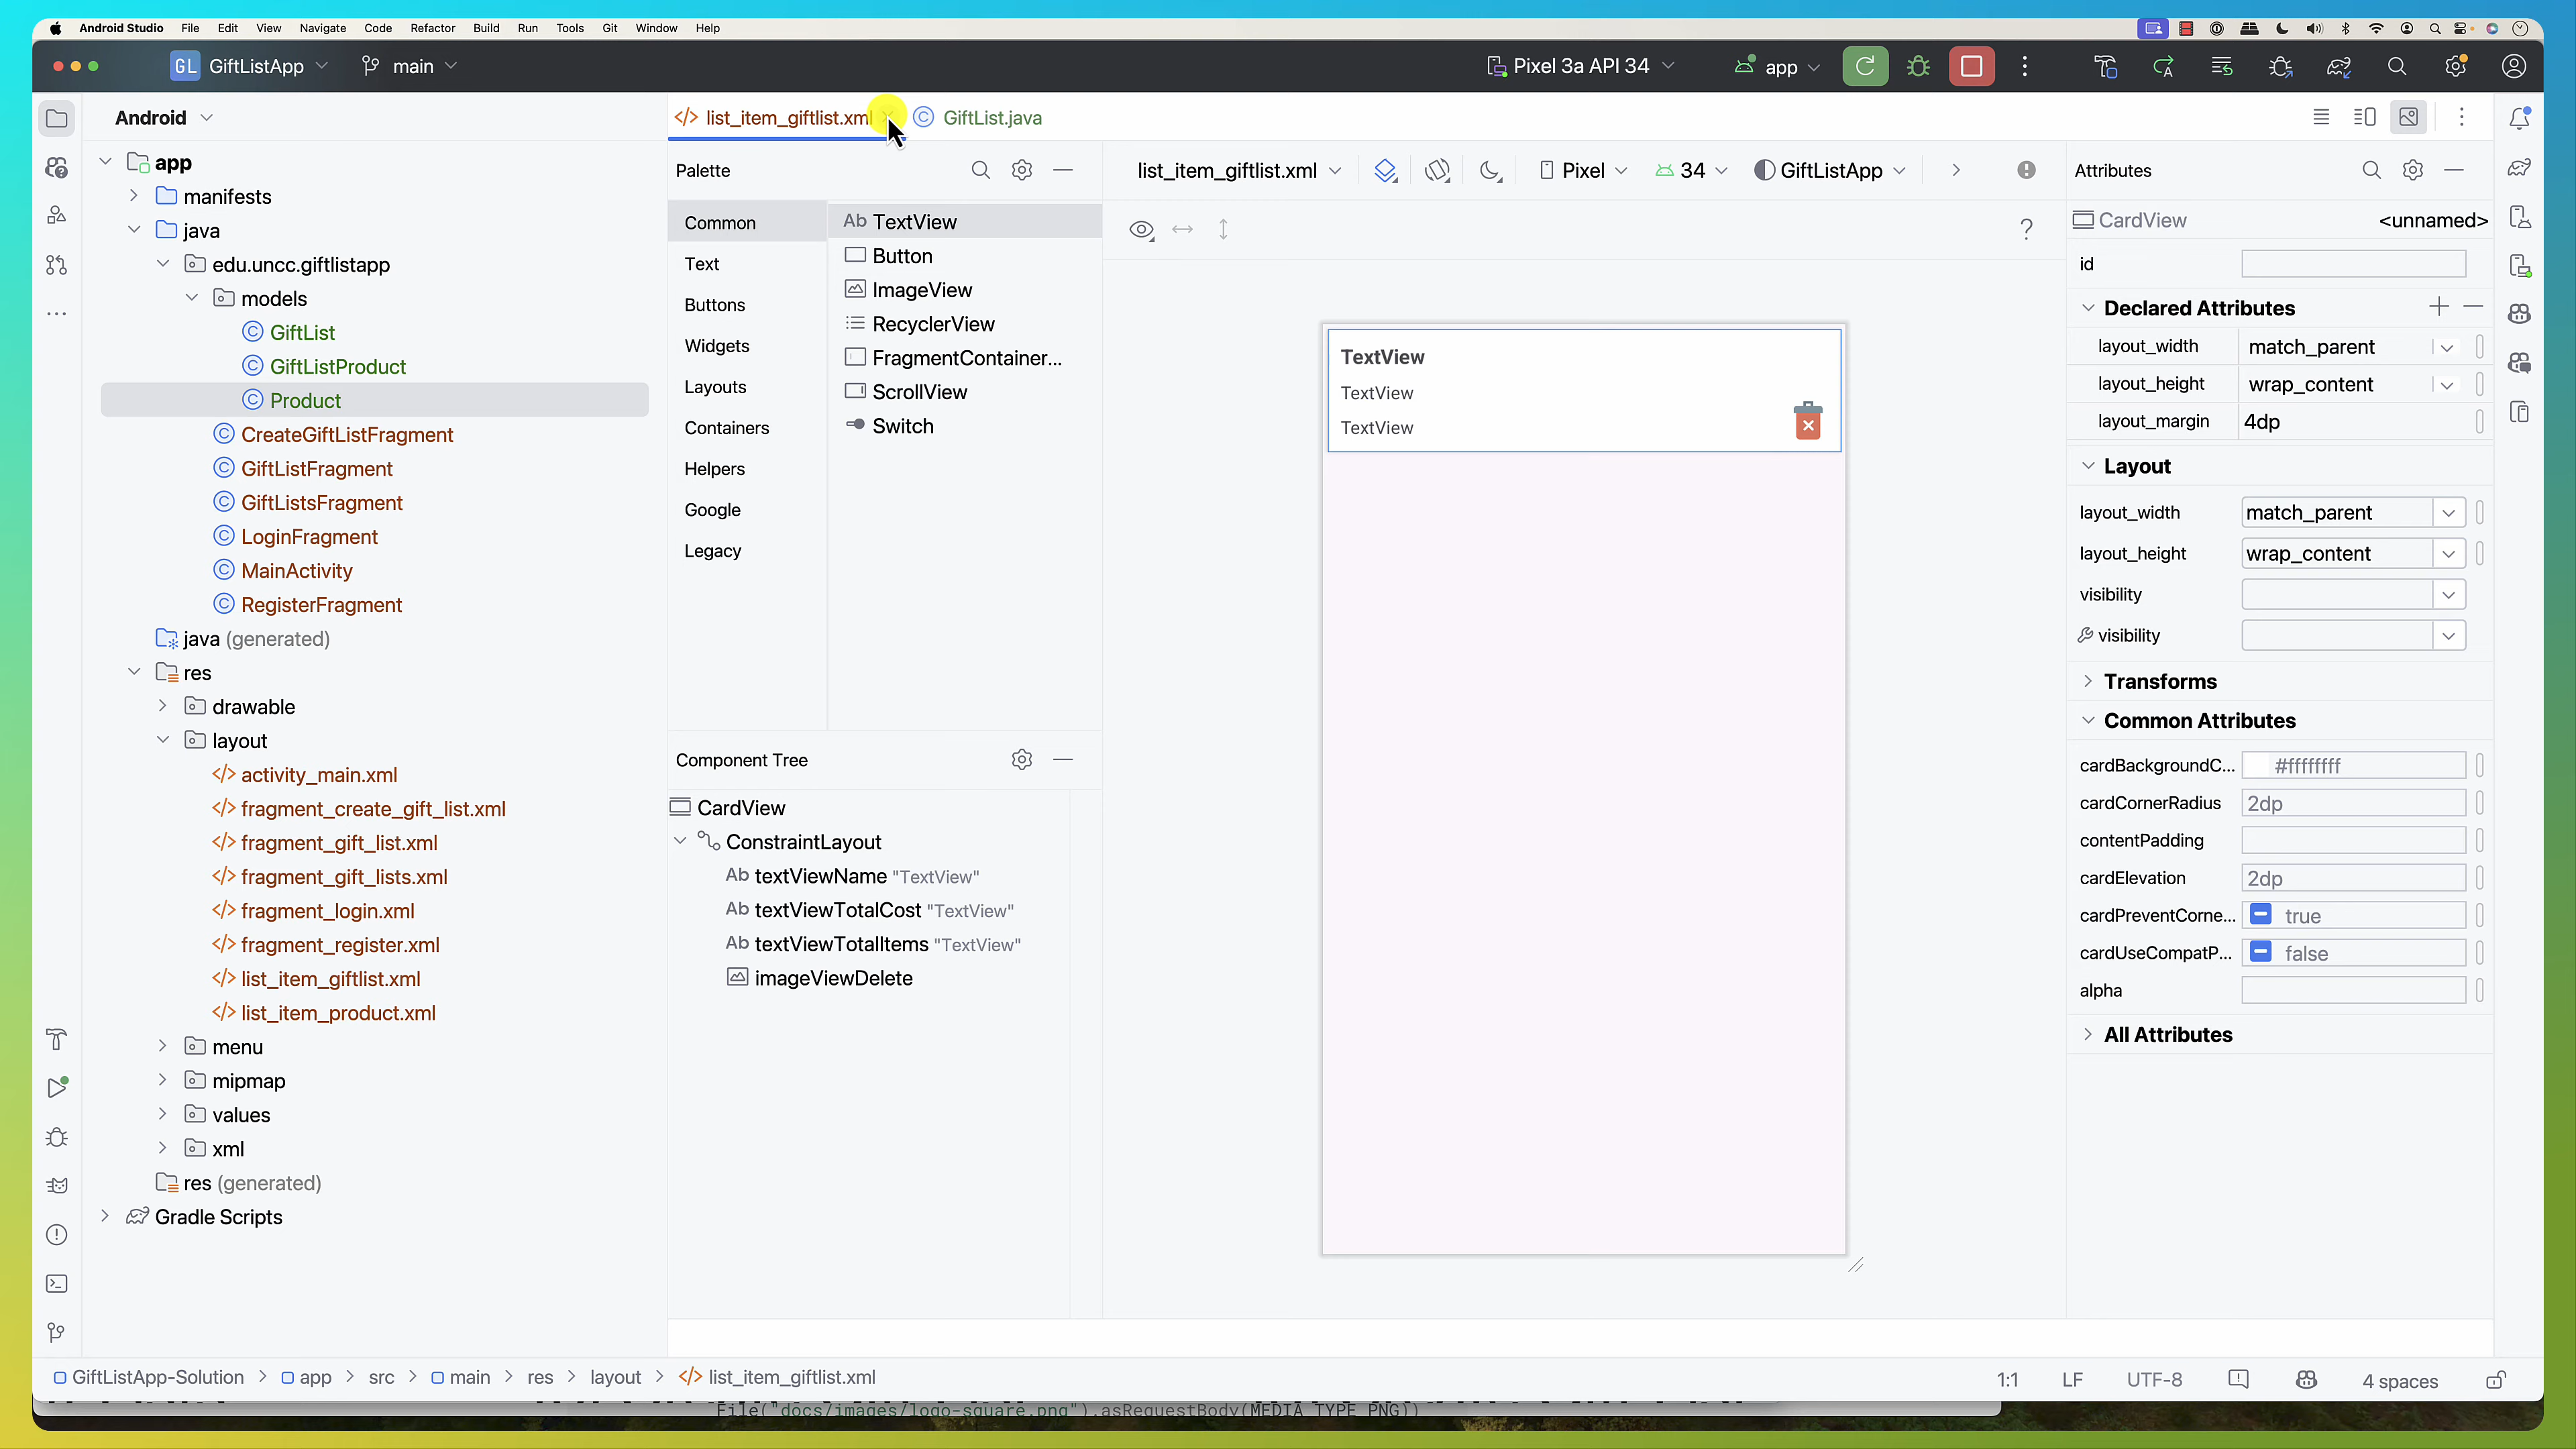 Android Studio File Edit View Navigate Code Refactor Build Run Tools Git Window Help
GL GiftListApp main Pixel 3a API 34 app
Android
list_item_giftlist.xml GiftList.java
app
manifests
java
edu.uncc.giftlistapp
models
GiftList
GiftListProduct
Product
CreateGiftListFragment
GiftListFragment
GiftListsFragment
LoginFragment
MainActivity
RegisterFragment
java (generated)
res
drawable
layout
activity_main.xml
fragment_create_gift_list.xml
fragment_gift_list.xml
fragment_gift_lists.xml
fragment_login.xml
fragment_register.xml
list_item_giftlist.xml
list_item_product.xml
menu
mipmap
values
xml
res (generated)
Gradle Scripts
Palette
Common
Text
Buttons
Widgets
Layouts
Containers
Helpers
Google
Legacy
Ab TextView
Button
ImageView
RecyclerView
FragmentContainer...
ScrollView
Switch
Component Tree
CardView
ConstraintLayout
Ab textViewName "TextView"
Ab textViewTotalCost "TextView"
Ab textViewTotalItems "TextView"
imageViewDelete
list_item_giftlist.xml Pixel 34 GiftListApp
?
TextView
TextView
TextView
Attributes
CardView <unnamed>
id
Declared Attributes
layout_width match_parent
layout_height wrap_content
layout_margin 4dp
Layout
layout_width match_parent
layout_height wrap_content
visibility
visibility
Transforms
Common Attributes
cardBackgroundC... #ffffffff
cardCornerRadius 2dp
contentPadding
cardElevation 2dp
cardPreventCorne... true
cardUseCompatP... false
alpha
All Attributes
GiftListApp-Solution > app > src > main > res > layout > list_item_giftlist.xml
1:1 LF UTF-8 4 spaces
File("docs/images/logo-square.png").asRequestBody(MEDIA_TYPE_PNG))